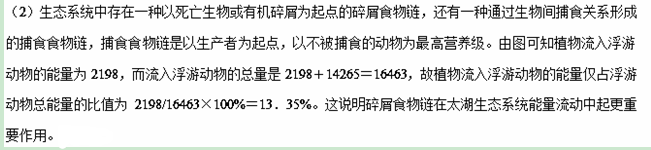 （2）生态系统中存在一种以死亡生物或有机碎屑为起点的碎屑食物链，还有一种通过生物间捕食关系形成
的捕食食物链，捕食食物链是以生产者为起点，以不被捕食的动物为最高营养级。由图可知植物流入浮游
动物的能量为 2198，而流入浮游动物的总量是 2198＋14265＝16463，故植物流入浮游动物的能量仅占浮游
动物总能量的比值为 2198/16463×100%＝13．35%。这说明碎屑食物链在太湖生态系统能量流动中起更重
要作用。